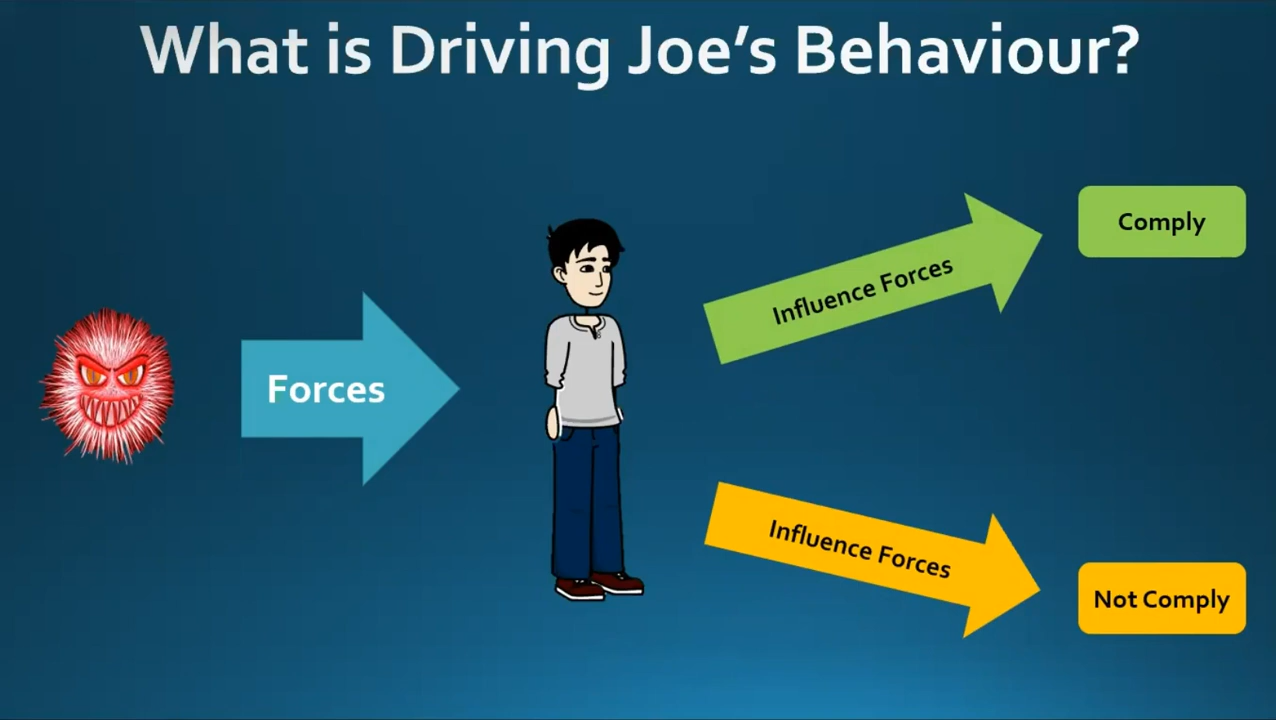 What is Driving Joe’s Behaviour?
Comply
Influence Forces
Forces
Influence Forces
Not Comply